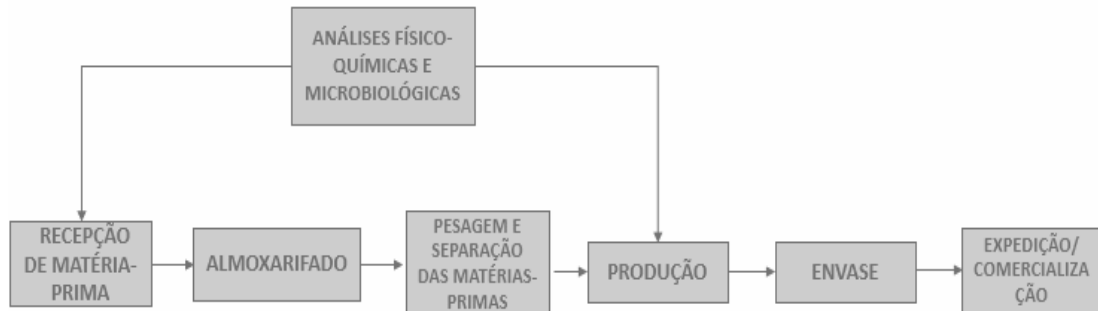 ANÁLISES FÍSICO-
QUÍMICAS E
MICROBIOLÓGICAS
RECEPÇÃO
DE MATÉRIA-
PRIMA
ALMOXARIFADO
PESAGEM E
SEPARAÇÃO
DAS MATÉRIAS-
PRIMAS
PRODUÇÃO
ENVASE
EXPEDIÇÃO/
COMERCIALIZA
ÇÃO